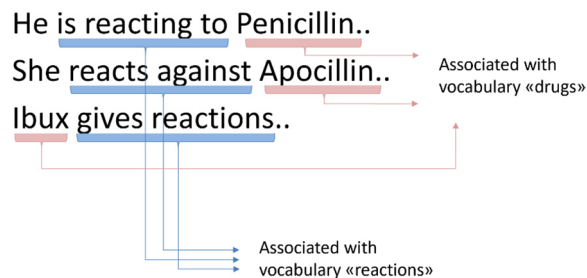 He is reacting to Penicillin..
She reacts against Apocillin..
Ibux gives reactions..
Associated with
vocabulary «drugs»
Associated with
vocabulary «reactions»